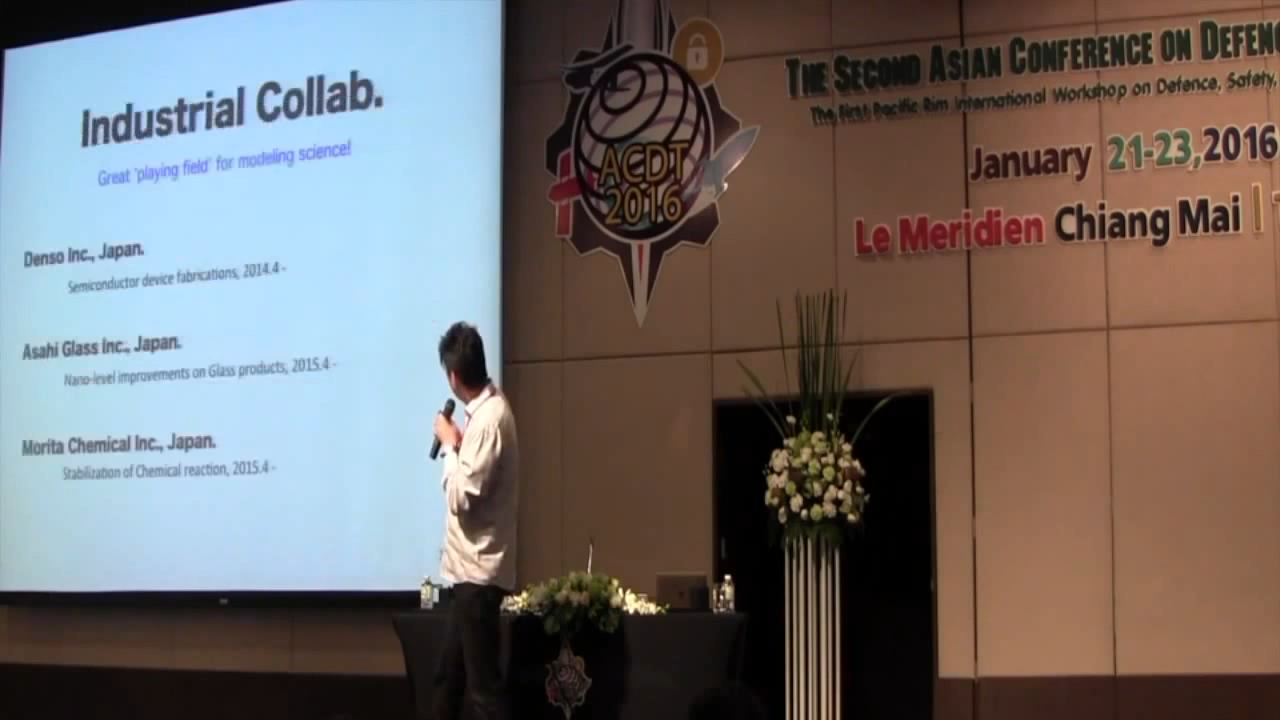 Industrial Collab.
Great 'playing field' for modeling science!
Denso Inc., Japan.
Semiconductor device fabrications, 2014.4 -
Asahi Glass Inc., Japan.
Nano-level improvements on Glass products, 2015.4 -
Morita Chemical Inc., Japan.
Stabilization of Chemical reaction, 2015.4 -
ACDT
2016
THE SECOND ASIAN CONFERENCE ON DEFENC
The First Pacific Rim International Workshop on Defence, Safety,
January 21-23,2016
Le Meridien Chiang Mai |